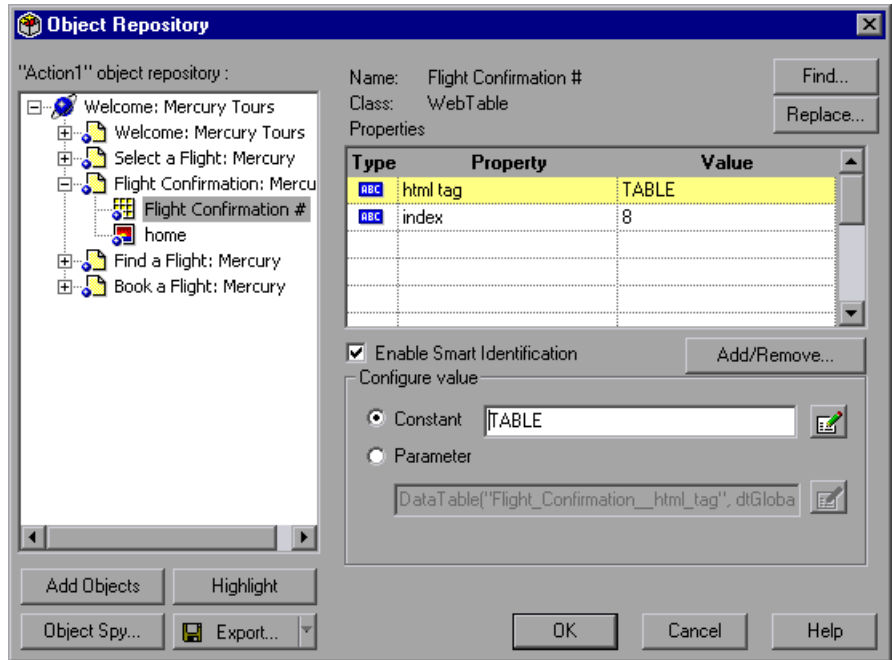 Object Repository
"Action1" object repository :
Welcome: Mercury Tours
Welcome: Mercury Tours
Select a Flight: Mercury
Flight Confirmation: Mercu
Flight Confirmation #
home
Find a Flight: Mercury
Book a Flight: Mercury
Add Objects
Highlight
Object Spy...
Export...
Name: Flight Confirmation #
Class: WebTable
Properties
Find...
Replace...
Type Property Value
ABC html tag TABLE
ABC index 8
Enable Smart Identification
Add/Remove...
Configure value
Constant TABLE
Parameter
DataTable("Flight_Confirmation__html_tag", dtGloba
OK
Cancel
Help